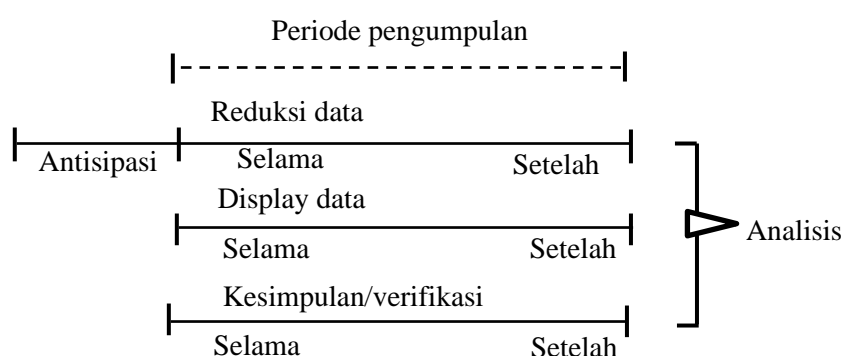 Periode pengumpulan
Reduksi data
Antisipasi Selama Setelah
Display data
Selama Setelah
Analisis
Kesimpulan/verifikasi
Selama Setelah